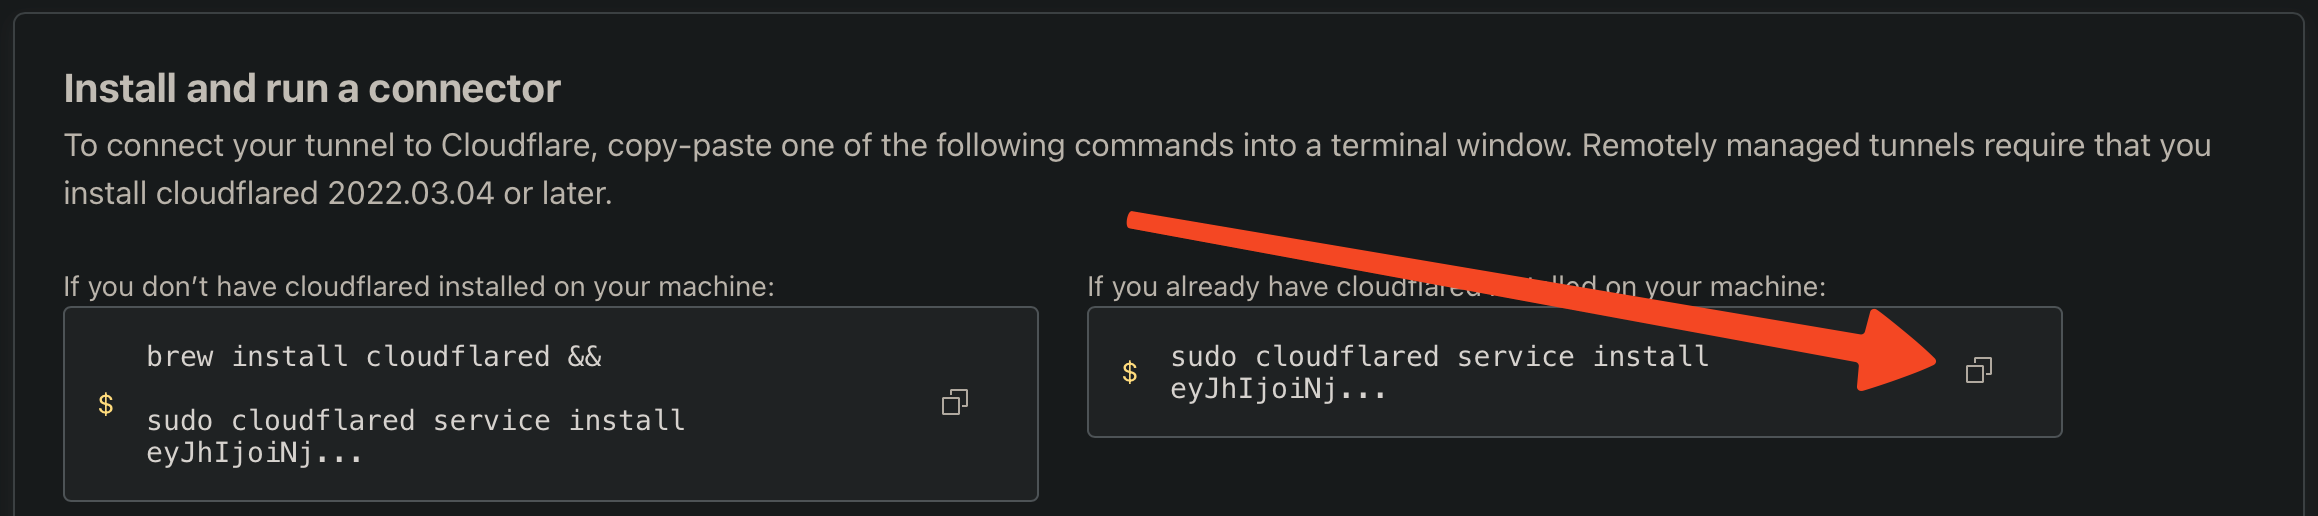 Install and run a connector
To connect your tunnel to Cloudflare, copy-paste one of the following commands into a terminal window. Remotely managed tunnels require that you
install cloudflared 2022.03.04 or later.
If you don’t have cloudflared installed on your machine:
$ brew install cloudflared &&
sudo cloudflared service install
eyJhIjoiNj...
If you already have cloudflared installed on your machine:
$ sudo cloudflared service install
eyJhIjoiNj...